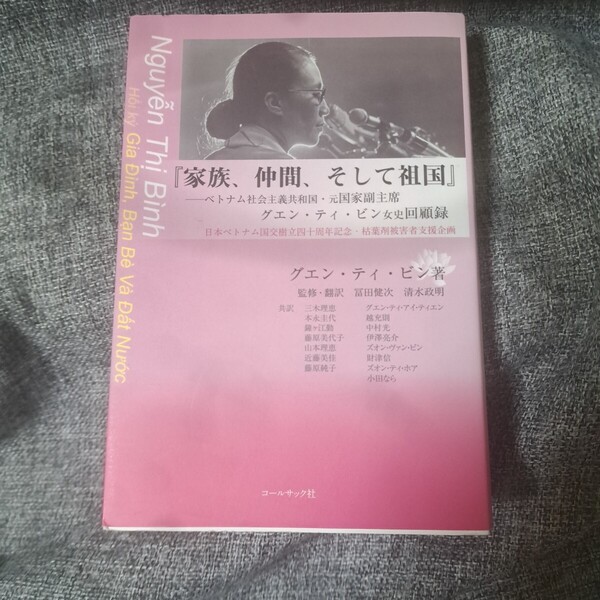 Nguyễn Thị Bình
Hồi ký Gia Đình, Bạn Bè Và Đất Nước
『家族、仲間、そして祖国』
――ベトナム社会主義共和国・元国家副主席
グエン・ティ・ビン女史回顧録
日本ベトナム国交樹立四十周年記念・枯葉剤被害者支援企画
グエン・ティ・ビン著
監修・翻訳 冨田健次 清水政明
共訳 三木理恵 グエン・ティ・アイ・ティエン
本永圭代 穂充則
鎌ヶ江勤 中村光
藤原美代子 伊澤亮介
山本理恵 ズオン・ヴァン・ビン
近藤美佳 財津信
藤原純子 ズオン・ティ・ホア
小田なら
コールサック社